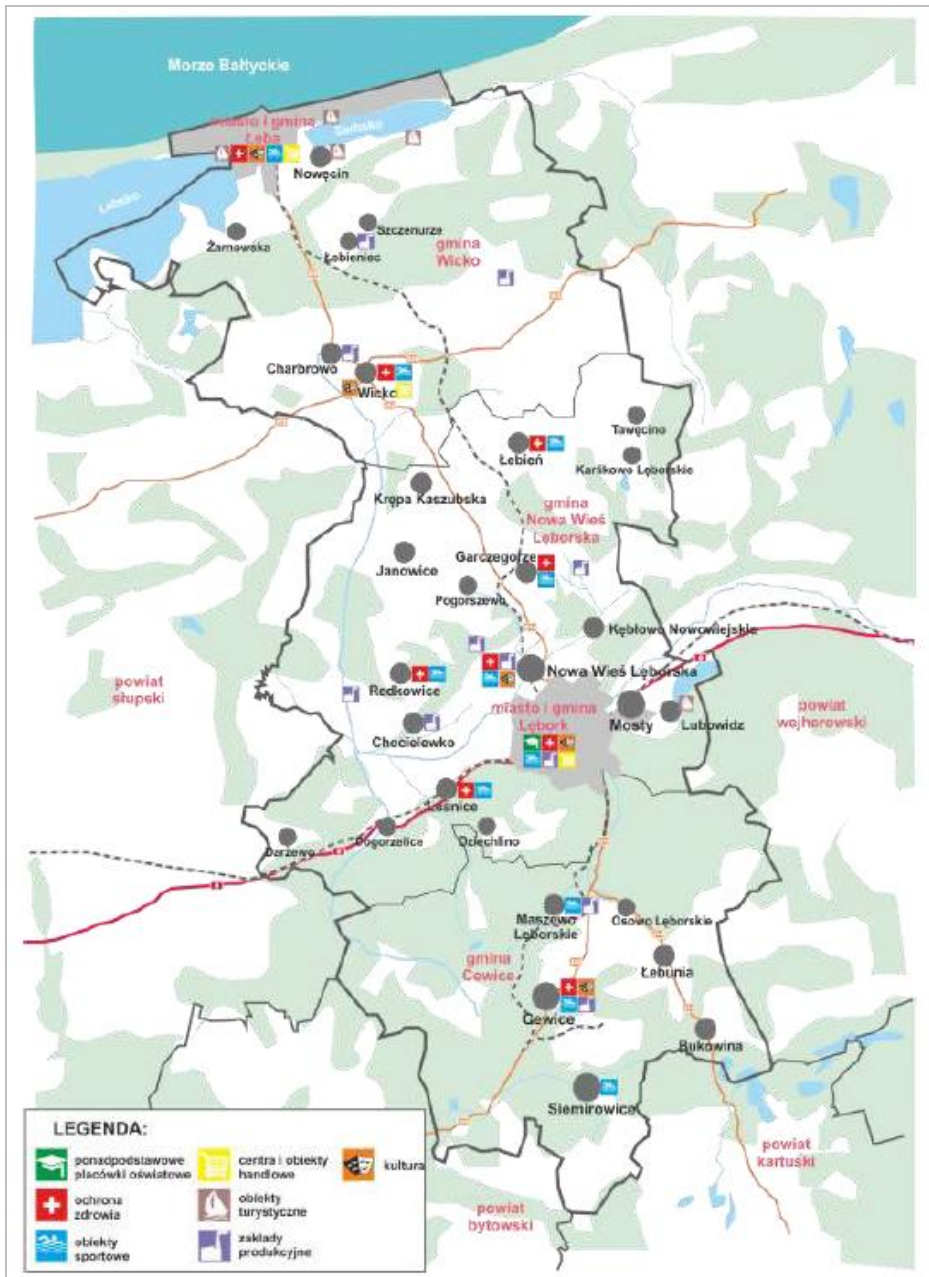 Morze Bałtyckie
miasto i gmina
Łeba
Sarbsko
Nowęcin
Łebsko
Żarnowska
Szczenurze
Łebieniec
gmina
Wicko
Charbrowo
Wicko
Tawęcino
Łebień
Karlikowo Lęborskie
Krępa Kaszubska
gmina
Nowa Wieś
Lęborska
Garczegorze
Janowice
Pogorszewo
Kębłowo Nowowiejskie
Nowa Wieś Lęborska
powiat
słupski
Redkowice
miasto i gmina
Lębork
Mosty
Lubowidz
powiat
wejherowski
Chocielewko
Leśnice
Darżewo
Pogorzelice
Dziechlino
Maszewo
Lęborskie
Osowo Lęborskie
gmina
Cewice
Łebunia
Cewice
Bukowina
Siemirowice
powiat
kartuski
powiat
bytowski
LEGENDA:
ponadpodstawowe
placówki oświatowe
centra i obiekty
handlowe
kultura
ochrona
zdrowia
obiekty
turystyczne
obiekty
sportowe
zakłady
produkcyjne